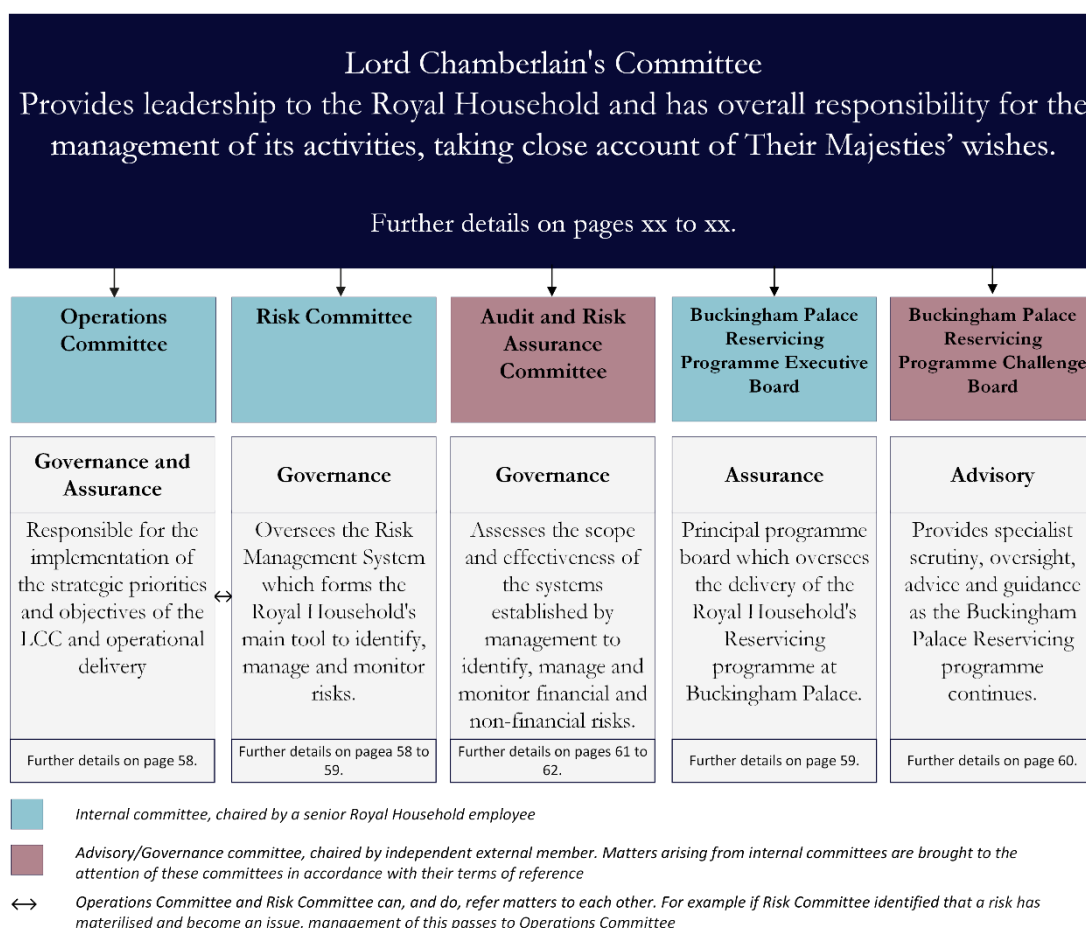 Lord Chamberlain's Committee
Provides leadership to the Royal Household and has overall responsibility for the
management of its activities, taking close account of Their Majesties’ wishes.
Further details on pages xx to xx.
Operations
Committee
Risk Committee
Audit and Risk
Assurance
Committee
Buckingham Palace
Reservicing
Programme Executive
Board
Buckingham Palace
Reservicing
Programme Challenge
Board
Governance and
Assurance
Responsible for the
implementation of
the strategic priorities
and objectives of the
LCC and operational
delivery
Further details on page 58.
↔
Governance
Oversees the Risk
Management System
which forms the
Royal Household's
main tool to identify,
manage and monitor
risks.
Further details on pagea 58 to
59.
Governance
Assesses the scope
and effectiveness of
the systems
established by
management to
identify, manage and
monitor financial and
non-financial risks.
Further details on pages 61 to
62.
Assurance
Principal programme
board which oversees
the delivery of the
Royal Household's
Reservicing
programme at
Buckingham Palace.
Further details on page 59.
Advisory
Provides specialist
scrutiny, oversight,
advice and guidance
as the Buckingham
Palace Reservicing
programme
continues.
Further details on page 60.
Internal committee, chaired by a senior Royal Household employee
Advisory/Governance committee, chaired by independent external member. Matters arising from internal committees are brought to the
attention of these committees in accordance with their terms of reference
↔ Operations Committee and Risk Committee can, and do, refer matters to each other. For example if Risk Committee identified that a risk has
materilised and become an issue, management of this passes to Operations Committee